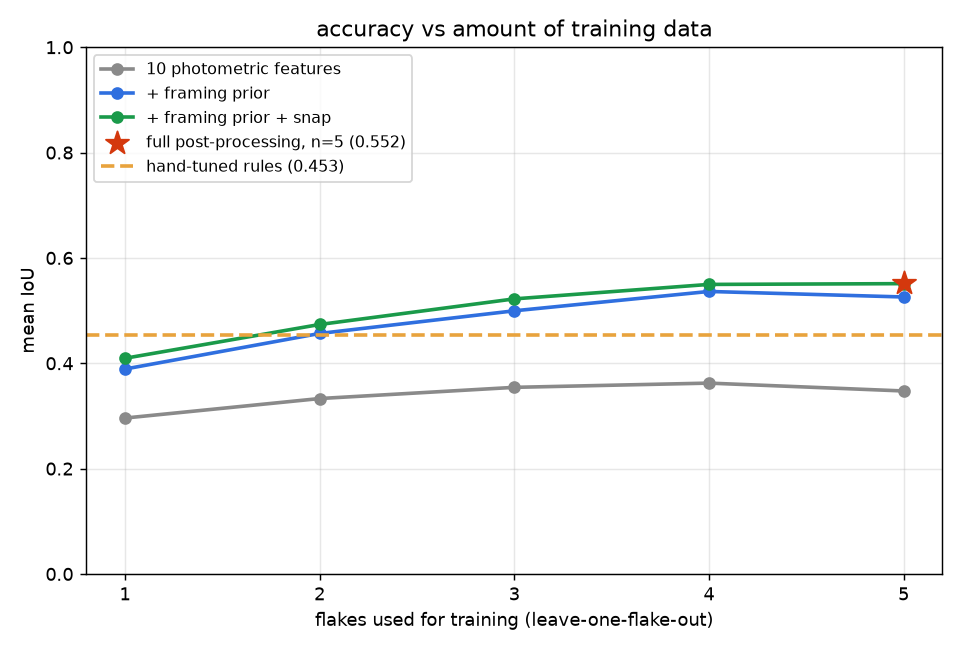 accuracy vs amount of training data
1.0
0.8
0.6
0.4
0.2
0.0
mean IoU
10 photometric features
+ framing prior
+ framing prior + snap
full post-processing, n=5 (0.552)
hand-tuned rules (0.453)
1 2 3 4 5
flakes used for training (leave-one-flake-out)